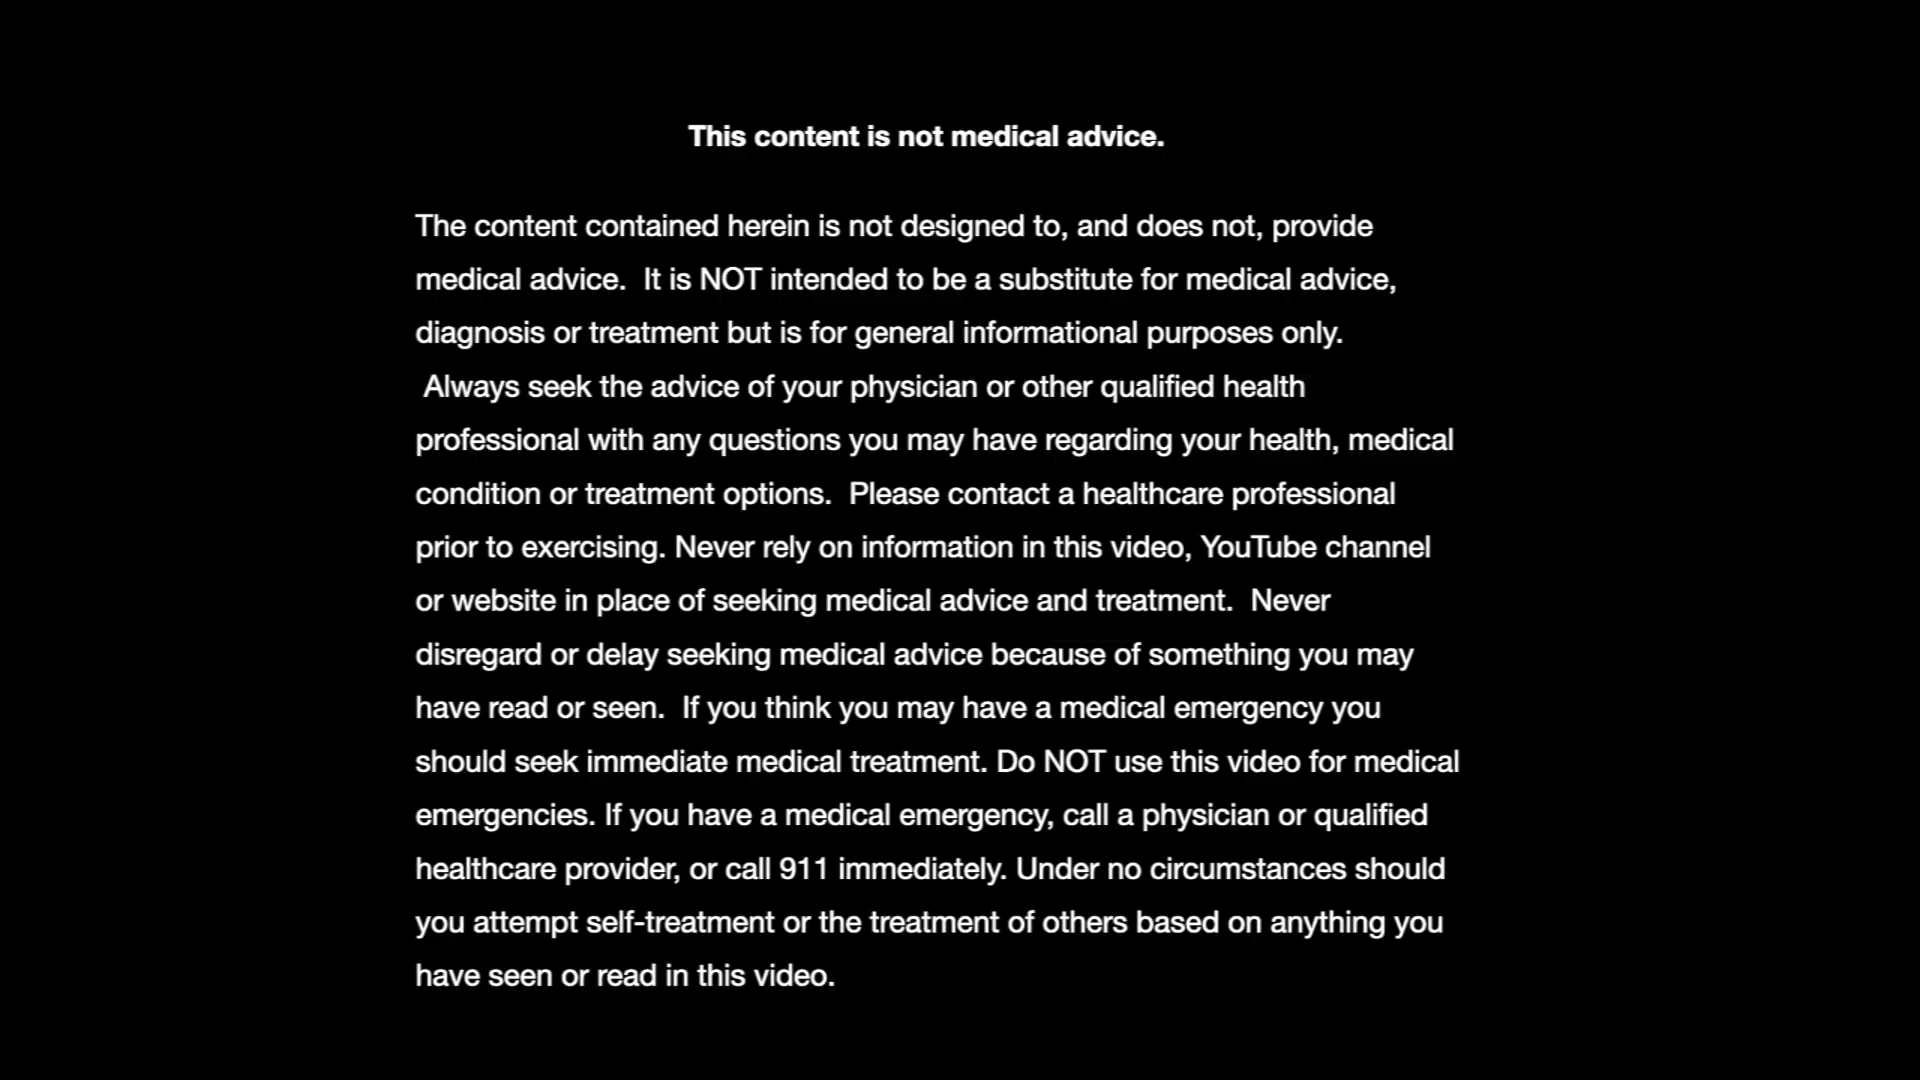 This content is not medical advice.
The content contained herein is not designed to, and does not, provide
medical advice.  It is NOT intended to be a substitute for medical advice,
diagnosis or treatment but is for general informational purposes only.
Always seek the advice of your physician or other qualified health
professional with any questions you may have regarding your health, medical
condition or treatment options.  Please contact a healthcare professional
prior to exercising. Never rely on information in this video, YouTube channel
or website in place of seeking medical advice and treatment.  Never
disregard or delay seeking medical advice because of something you may
have read or seen.  If you think you may have a medical emergency you
should seek immediate medical treatment. Do NOT use this video for medical
emergencies. If you have a medical emergency, call a physician or qualified
healthcare provider, or call 911 immediately. Under no circumstances should
you attempt self-treatment or the treatment of others based on anything you
have seen or read in this video.